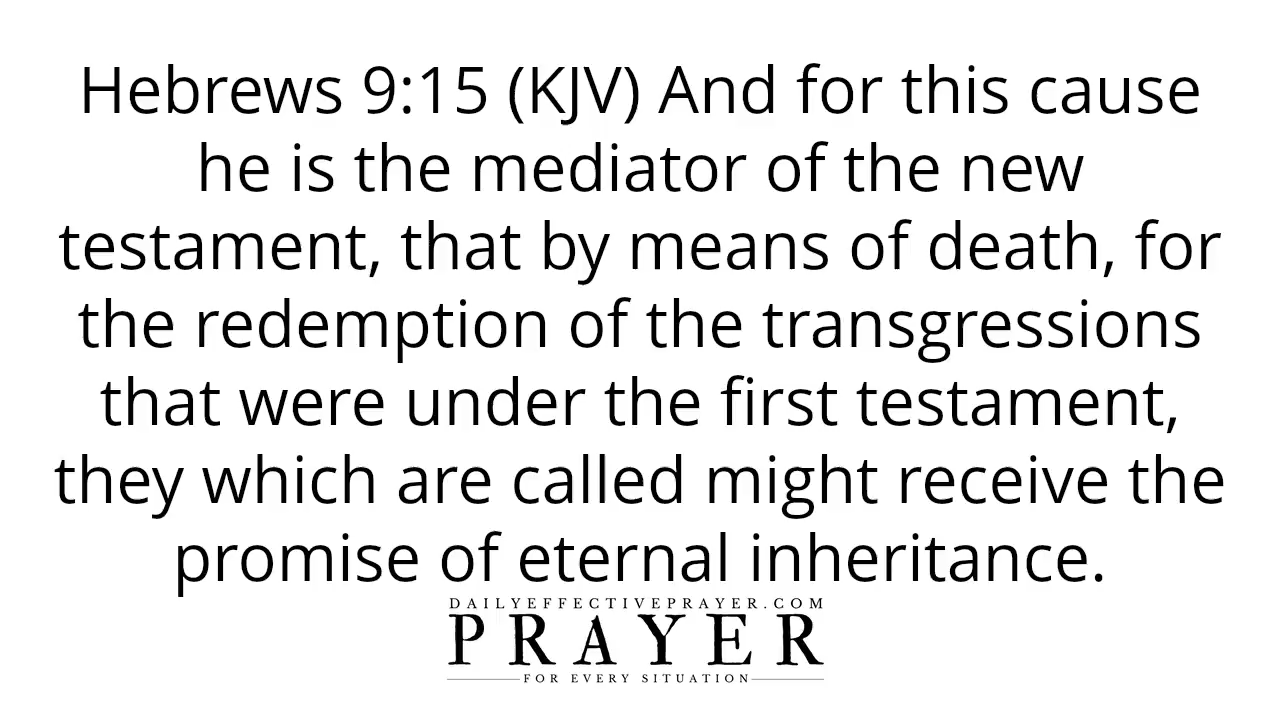 Hebrews 9:15 (KJV) And for this cause
he is the mediator of the new
testament, that by means of death, for
the redemption of the transgressions
that were under the first testament,
they which are called might receive the
promise of eternal inheritance.
DAILYEFFECTIVEPRAYER.COM
PRAYER
FOR EVERY SITUATION